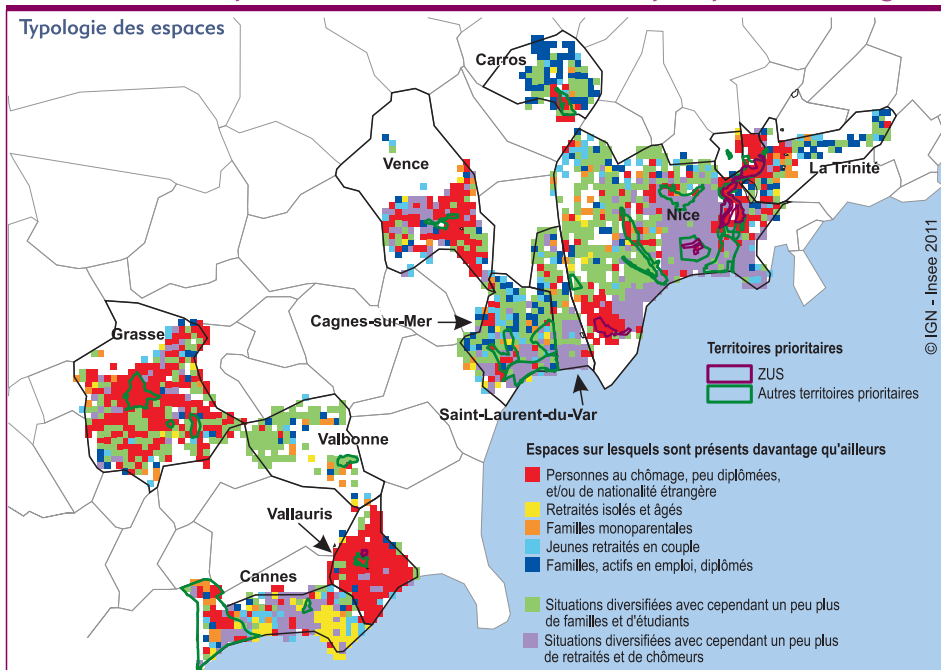 Typologie des espaces
Carros
Vence
La Trinité
Nice
Cagnes-sur-Mer
Grasse
Saint-Laurent-du-Var
Valbonne
Vallauris
Cannes
© IGN - Insee 2011
Territoires prioritaires
ZUS
Autres territoires prioritaires
Espaces sur lesquels sont présents davantage qu'ailleurs
Personnes au chômage, peu diplômées,
et/ou de nationalité étrangère
Retraités isolés et âgés
Familles monoparentales
Jeunes retraités en couple
Familles, actifs en emploi, diplômés
Situations diversifiées avec cependant un peu plus
de familles et d'étudiants
Situations diversifiées avec cependant un peu plus
de retraités et de chômeurs